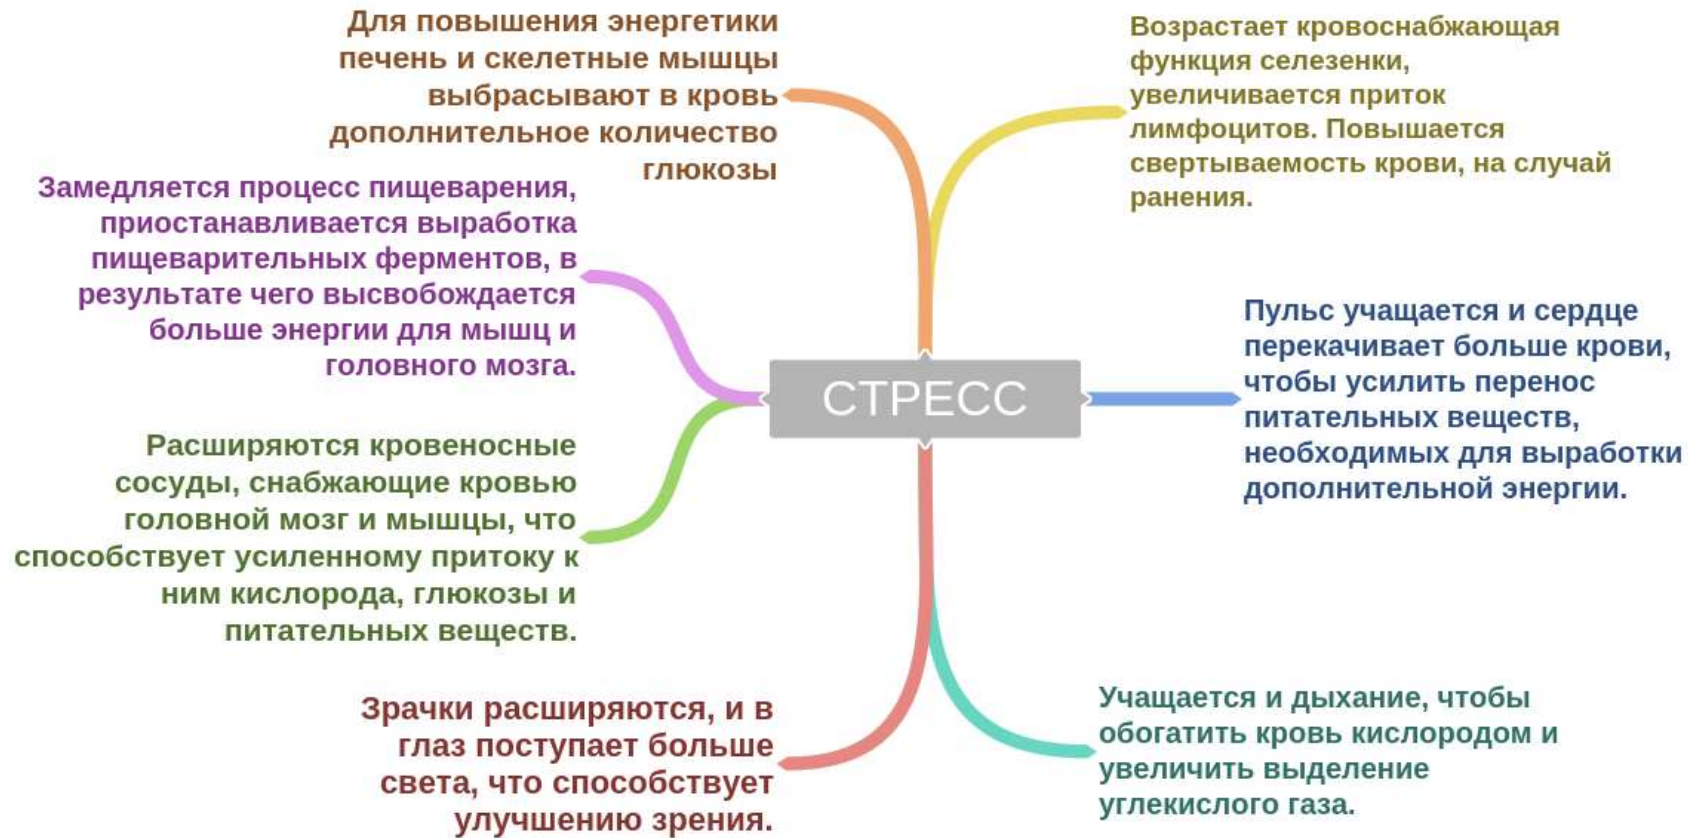 Для повышения энергетики
печень и скелетные мышцы
выбрасывают в кровь
дополнительное количество
глюкозы
Возрастает кровоснабжающая
функция селезенки,
увеличивается приток
лимфоцитов. Повышается
свертываемость крови, на случай
ранения.
Замедляется процесс пищеварения,
приостанавливается выработка
пищеварительных ферментов, в
результате чего высвобождается
больше энергии для мышц и
головного мозга.
Пульс учащается и сердце
перекачивает больше крови,
чтобы усилить перенос
питательных веществ,
необходимых для выработки
дополнительной энергии.
СТРЕСС
Расширяются кровеносные
сосуды, снабжающие кровью
головной мозг и мышцы, что
способствует усиленному притоку к
ним кислорода, глюкозы и
питательных веществ.
Зрачки расширяются, и в
глаз поступает больше
света, что способствует
улучшению зрения.
Учащается и дыхание, чтобы
обогатить кровь кислородом и
увеличить выделение
углекислого газа.